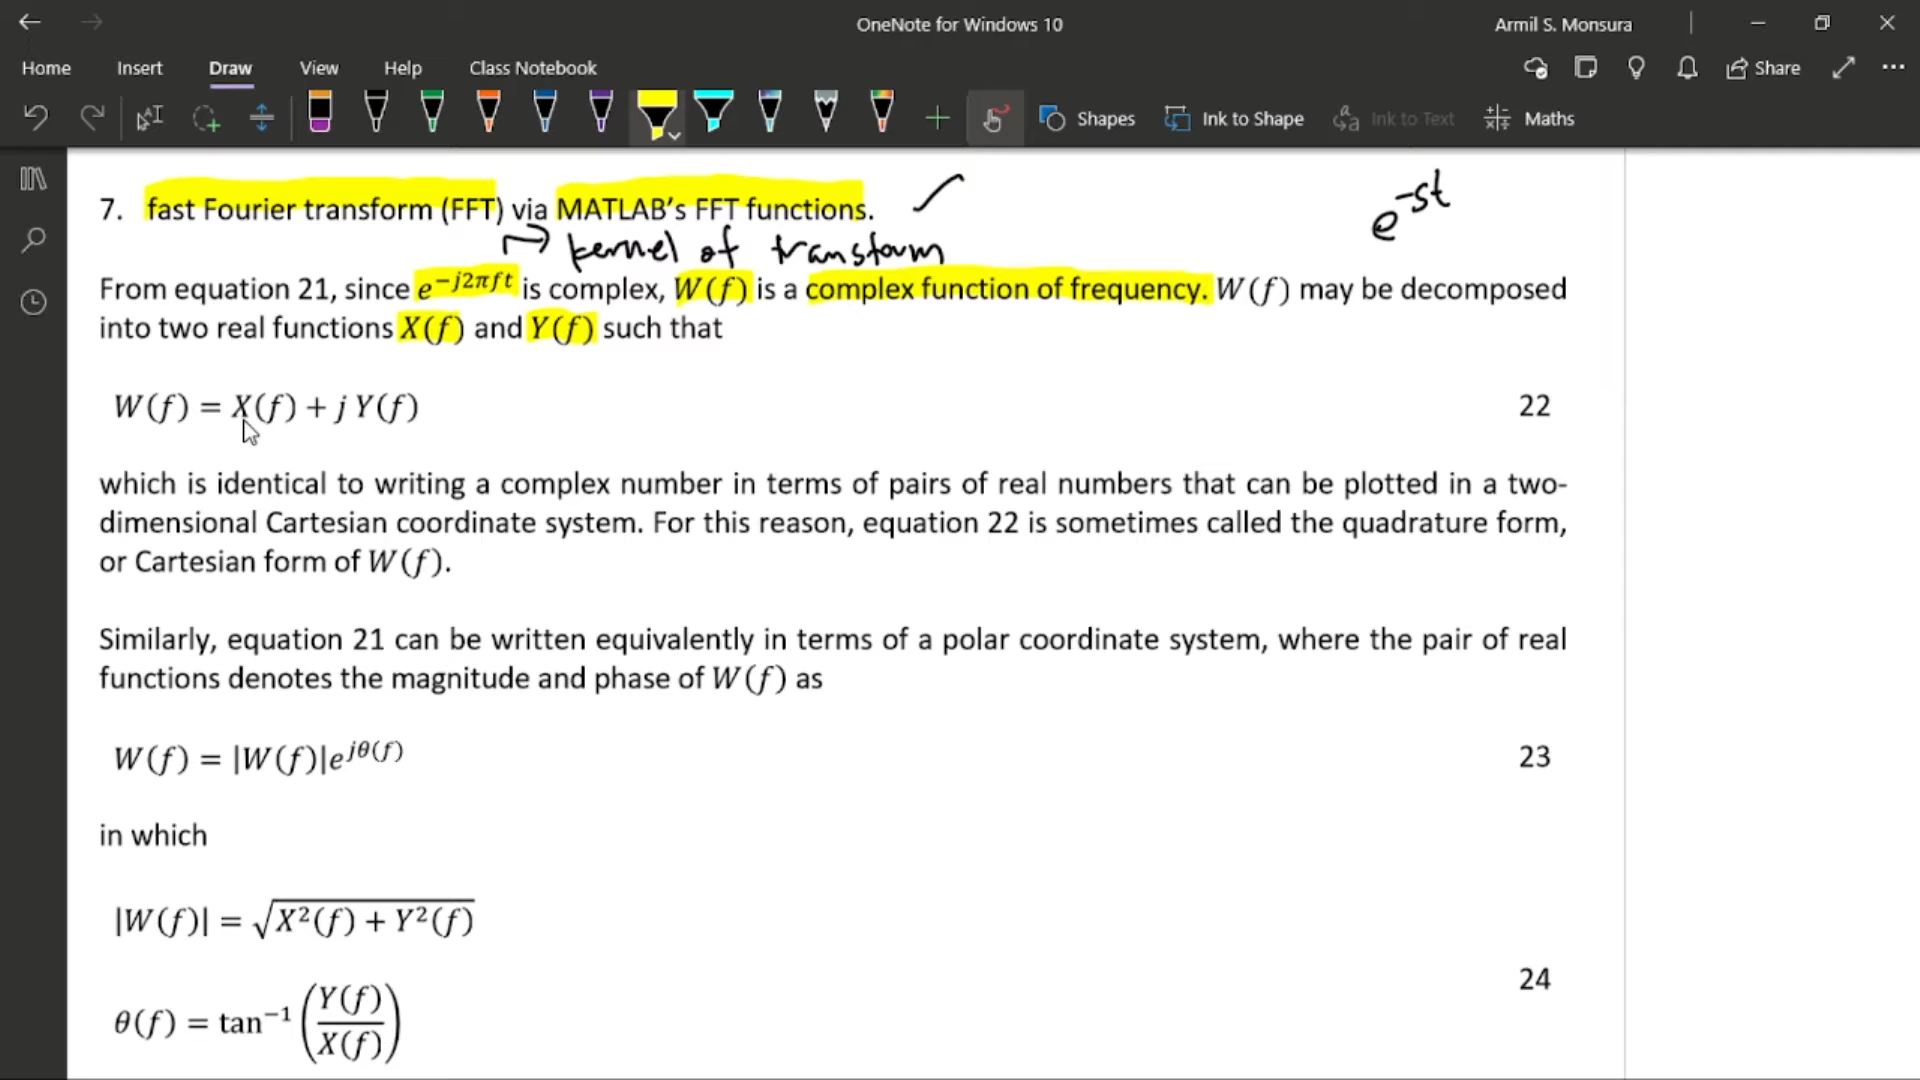 OneNote for Windows 10
Armil S. Monsura
Home Insert Draw View Help Class Notebook
Share
Shapes Ink to Shape Ink to Text Maths
7. fast Fourier transform (FFT) via MATLAB's FFT functions.
e^{-st}
kernel of transform
From equation 21, since e^{−j2πft} is complex, W(f) is a complex function of frequency. W(f) may be decomposed
into two real functions X(f) and Y(f) such that
W(f) = X(f) + j Y(f) 22
which is identical to writing a complex number in terms of pairs of real numbers that can be plotted in a two-
dimensional Cartesian coordinate system. For this reason, equation 22 is sometimes called the quadrature form,
or Cartesian form of W(f).
Similarly, equation 21 can be written equivalently in terms of a polar coordinate system, where the pair of real
functions denotes the magnitude and phase of W(f) as
W(f) = |W(f)|e^{jθ(f)} 23
in which
|W(f)| = √(X²(f) + Y²(f))
24
θ(f) = tan⁻¹ (Y(f)/X(f))